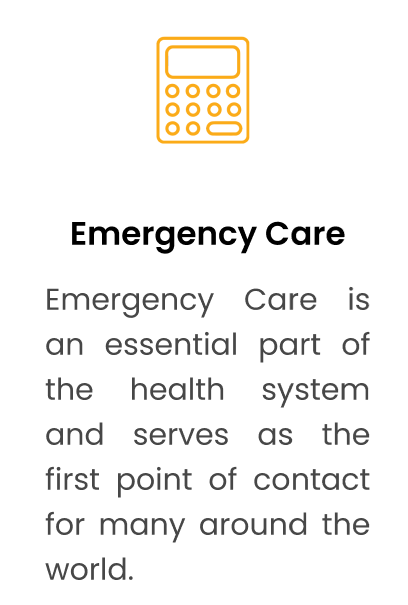 Emergency Care
Emergency Care is
an essential part of
the health system
and serves as the
first point of contact
for many around the
world.